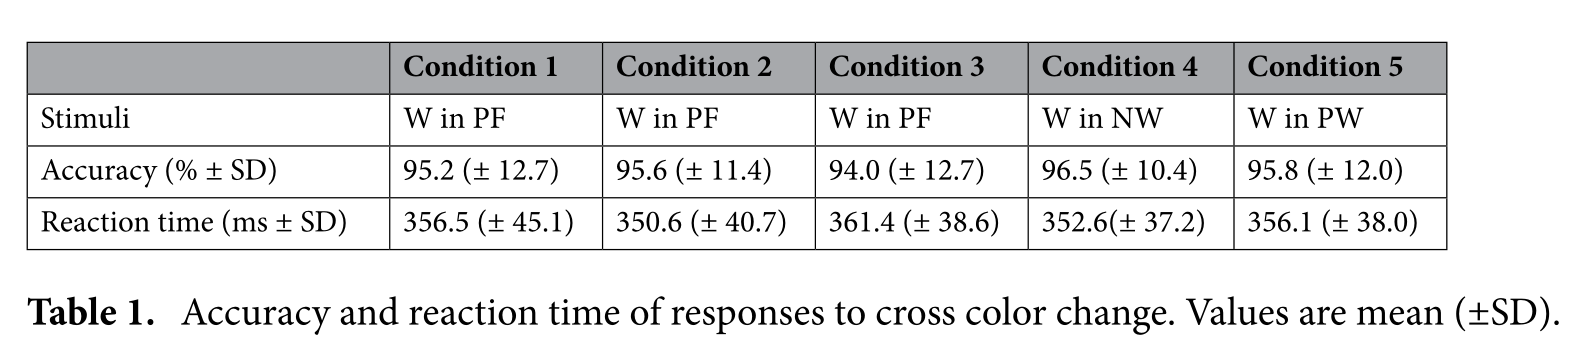 Condition 1 Condition 2 Condition 3 Condition 4 Condition 5
Stimuli W in PF W in PF W in PF W in NW W in PW
Accuracy (% ± SD) 95.2 (± 12.7) 95.6 (± 11.4) 94.0 (± 12.7) 96.5 (± 10.4) 95.8 (± 12.0)
Reaction time (ms ± SD) 356.5 (± 45.1) 350.6 (± 40.7) 361.4 (± 38.6) 352.6(± 37.2) 356.1 (± 38.0)
Table 1. Accuracy and reaction time of responses to cross color change. Values are mean (±SD).